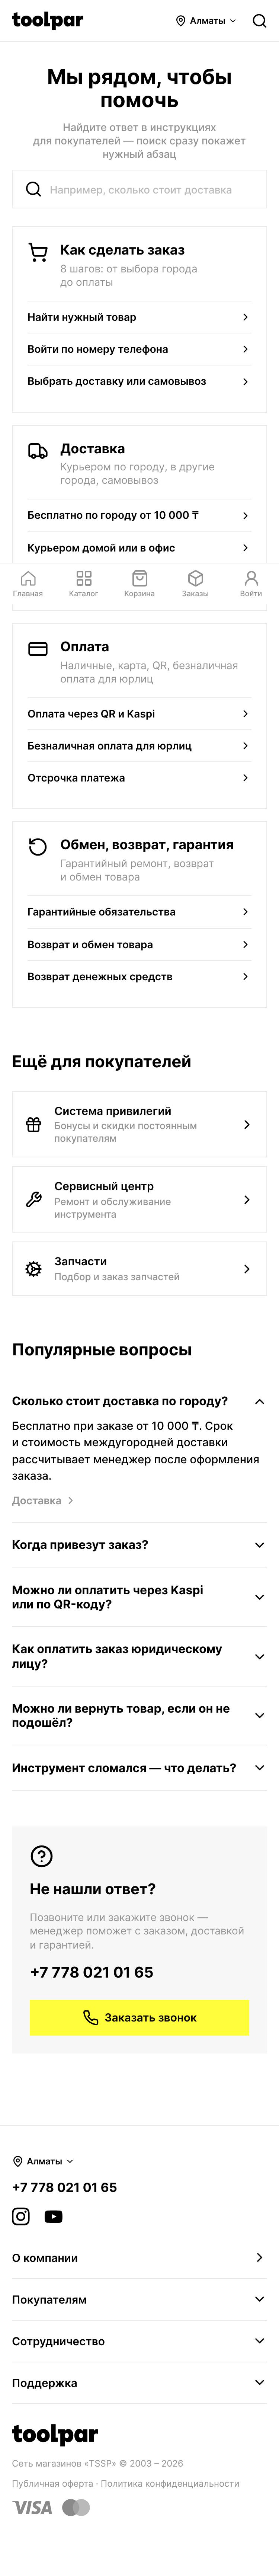 toolpar
Алматы
Мы рядом, чтобы
помочь
Найдите ответ в инструкциях
для покупателей — поиск сразу покажет
нужный абзац
Например, сколько стоит доставка
Как сделать заказ
8 шагов: от выбора города
до оплаты
Найти нужный товар
Войти по номеру телефона
Выбрать доставку или самовывоз
Доставка
Курьером по городу, в другие
города, самовывоз
Бесплатно по городу от 10 000 ₸
Курьером домой или в офис
Главная
Каталог
Корзина
Заказы
Войти
Оплата
Наличные, карта, QR, безналичная
оплата для юрлиц
Оплата через QR и Kaspi
Безналичная оплата для юрлиц
Отсрочка платежа
Обмен, возврат, гарантия
Гарантийный ремонт, возврат
и обмен товара
Гарантийные обязательства
Возврат и обмен товара
Возврат денежных средств
Ещё для покупателей
Система привилегий
Бонусы и скидки постоянным
покупателям
Сервисный центр
Ремонт и обслуживание
инструмента
Запчасти
Подбор и заказ запчастей
Популярные вопросы
Сколько стоит доставка по городу?
Бесплатно при заказе от 10 000 ₸. Срок
и стоимость междугородней доставки
рассчитывает менеджер после оформления
заказа.
Доставка
Когда привезут заказ?
Можно ли оплатить через Kaspi
или по QR-коду?
Как оплатить заказ юридическому
лицу?
Можно ли вернуть товар, если он не
подошёл?
Инструмент сломался — что делать?
Не нашли ответ?
Позвоните или закажите звонок —
менеджер поможет с заказом, доставкой
и гарантией.
+7 778 021 01 65
Заказать звонок
Алматы
+7 778 021 01 65
О компании
Покупателям
Сотрудничество
Поддержка
toolpar
Сеть магазинов «TSSP» © 2003 – 2026
Публичная оферта · Политика конфиденциальности
VISA